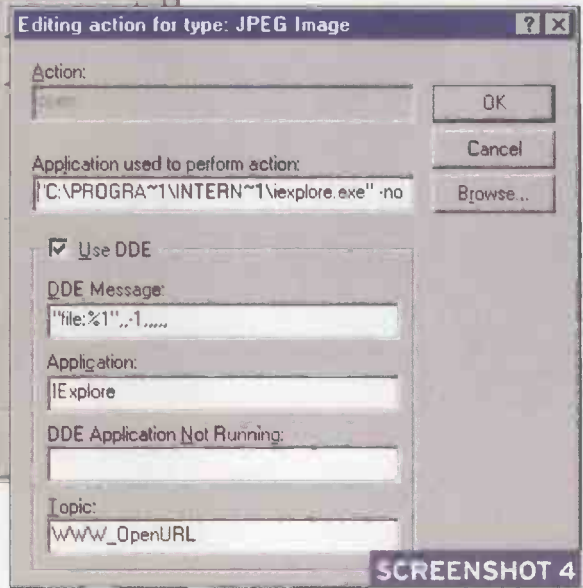 Editing action for type: JPEG Image
Action:
open
OK
Application used to perform action:
"C:\PROGRA~1\INTERN~1\iexplore.exe" -no
Cancel
Browse...
Use DDE
DDE Message:
"file:%1",,-1,,,,,
Application:
IExplore
DDE Application Not Running:
Topic:
WWW_OpenURL
SCREENSHOT 4